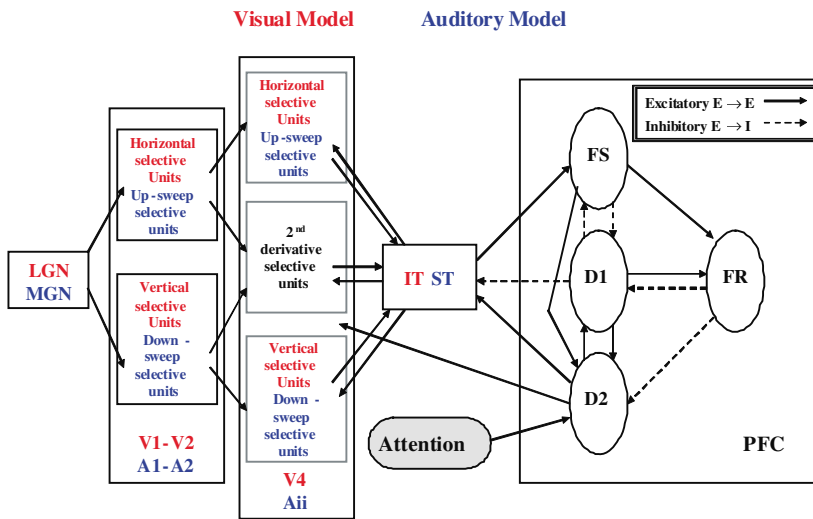 Visual Model
Auditory Model
LGN
MGN
Horizontal
selective
Units
Up-sweep
selective
units
Vertical
selective
Units
Down -
sweep
selective
units
V1-V2
A1-A2
Horizontal
selective
Units
Up-sweep
selective
units
2nd
derivative
selective
units
Vertical
selective
Units
Down -
sweep
selective
units
V4
Aii
IT ST
Attention
Excitatory E → E
Inhibitory E → I
FS
D1
FR
D2
PFC